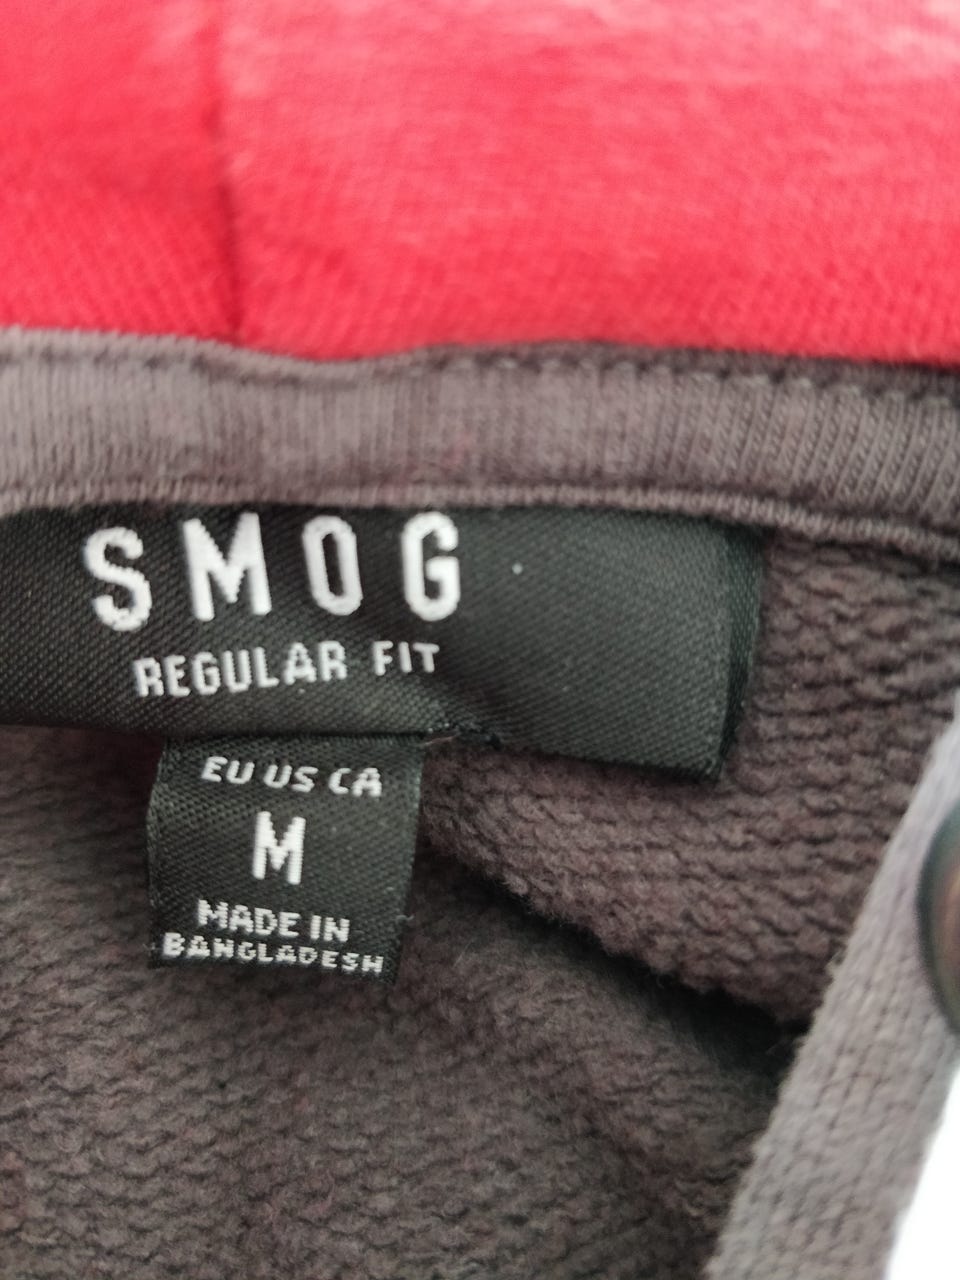 SMOG
REGULAR FIT
EU US CA
M
MADE IN
BANGLADESH